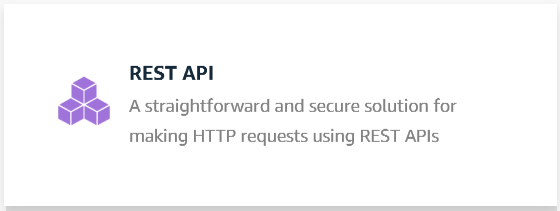 REST API
A straightforward and secure solution for
making HTTP requests using REST APIs